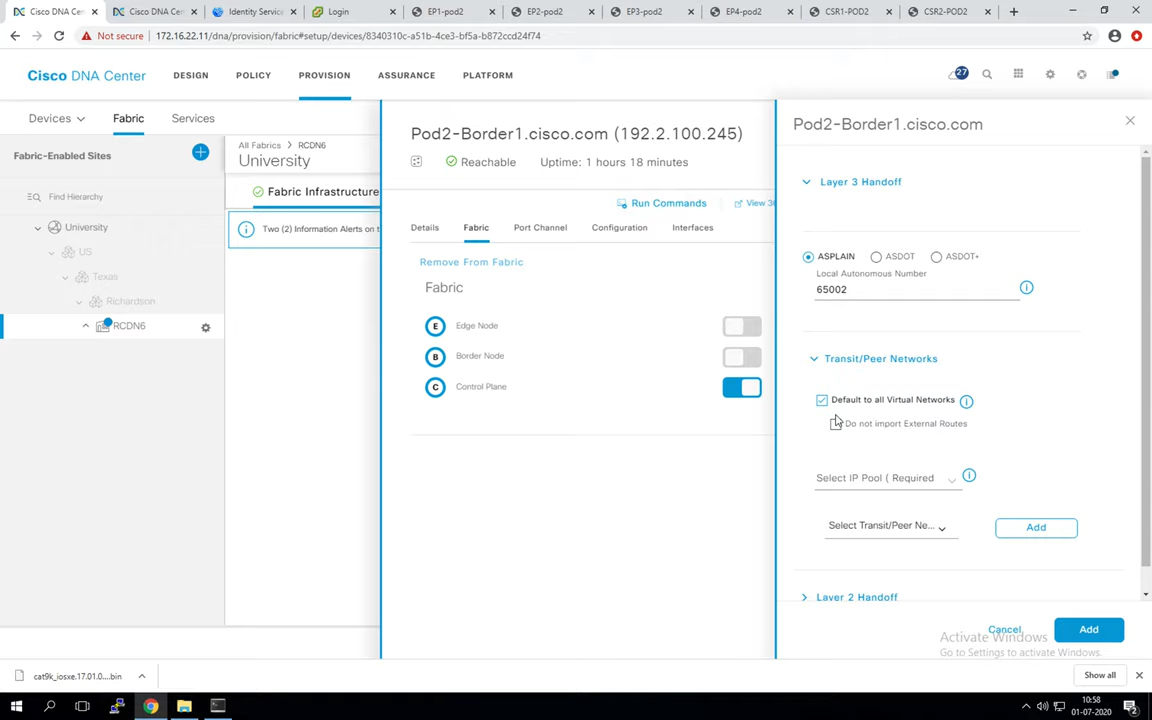 Cisco DNA Center
Cisco DNA Center
Identity Service
Login
EP1-pod2
EP2-pod2
EP3-pod2
EP4-pod2
CSR1-POD2
CSR2-POD2
Not secure
172.16.22.11/dna/provision/fabric#setup/devices/8340310c-a51b-4ce3-bf5a-b872ccd24f74
Cisco DNA Center
DESIGN
POLICY
PROVISION
ASSURANCE
PLATFORM
27
Devices
Fabric
Services
Fabric-Enabled Sites
Find Hierarchy
University
US
Texas
Richardson
RCDN6
All Fabrics
RCDN6
University
Fabric Infrastructure
Two (2) Information Alerts on t
Pod2-Border1.cisco.com (192.2.100.245)
Reachable
Uptime: 1 hours 18 minutes
Run Commands
View 36
Details
Fabric
Port Channel
Configuration
Interfaces
Remove From Fabric
Fabric
E
Edge Node
B
Border Node
C
Control Plane
Pod2-Border1.cisco.com
Layer 3 Handoff
ASPLAIN
ASDOT
ASDOT+
Local Autonomous Number
65002
Transit/Peer Networks
Default to all Virtual Networks
Do not import External Routes
Select IP Pool ( Required
Select Transit/Peer Ne...
Add
Layer 2 Handoff
Cancel
Add
Activate Windows
Go to Settings to activate Windows.
cat9k_iosxe.17.01.0....bin
Show all
10:58
01-07-2020
2